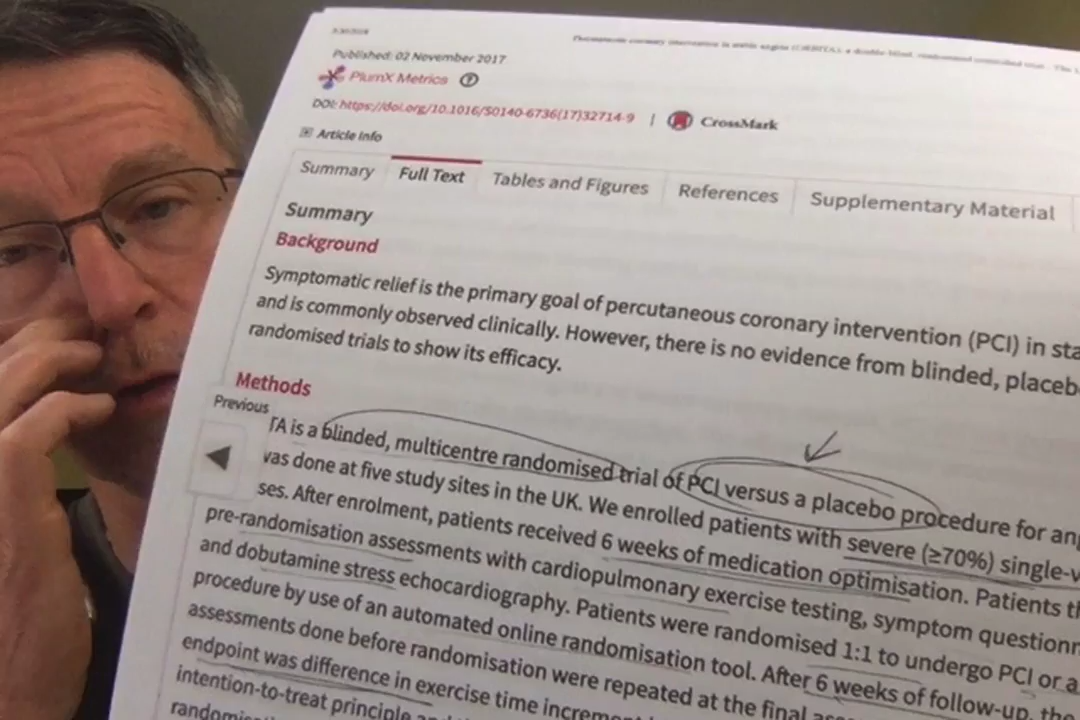 Published: 02 November 2017
PlumX Metrics
DOI: https://doi.org/10.1016/S0140-6736(17)32714-9 | CrossMark
Article Info
Summary Full Text Tables and Figures References Supplementary Material
Summary
Background
Symptomatic relief is the primary goal of percutaneous coronary intervention (PCI) in sta
and is commonly observed clinically. However, there is no evidence from blinded, placeb
randomised trials to show its efficacy.
Methods
Previous
TA is a blinded, multicentre randomised trial of PCI versus a placebo procedure for an
was done at five study sites in the UK. We enrolled patients with severe (≥70%) single-v
ses. After enrolment, patients received 6 weeks of medication optimisation. Patients th
pre-randomisation assessments with cardiopulmonary exercise testing, symptom questionn
and dobutamine stress echocardiography. Patients were randomised 1:1 to undergo PCI or a
procedure by use of an automated online randomisation tool. After 6 weeks of follow-up, the
assessments done before randomisation were repeated at the final asse
endpoint was difference in exercise time increment
intention-to-treat principle and
randomis